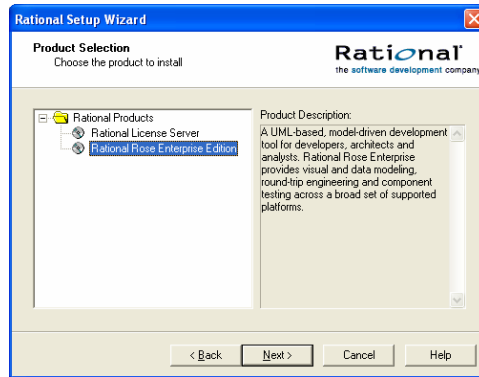 Rational Setup Wizard
Product Selection
Choose the product to install
Rational
the software development company
Rational Products
Rational License Server
Rational Rose Enterprise Edition
Product Description:
A UML-based, model-driven development
tool for developers, architects and
analysts. Rational Rose Enterprise
provides visual and data modeling,
round-trip engineering and component
testing across a broad set of supported
platforms.
< Back
Next >
Cancel
Help